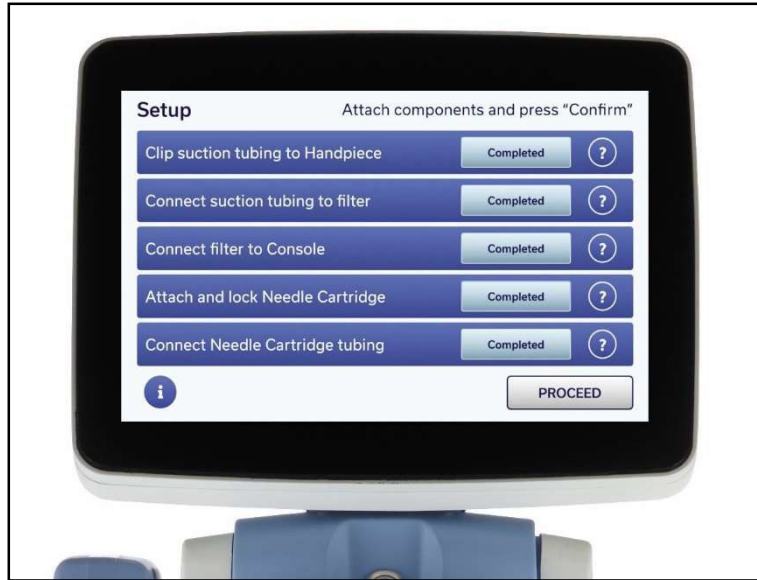 Setup
Attach components and press “Confirm”
Clip suction tubing to Handpiece Completed ?
Connect suction tubing to filter Completed ?
Connect filter to Console Completed ?
Attach and lock Needle Cartridge Completed ?
Connect Needle Cartridge tubing Completed ?
i PROCEED